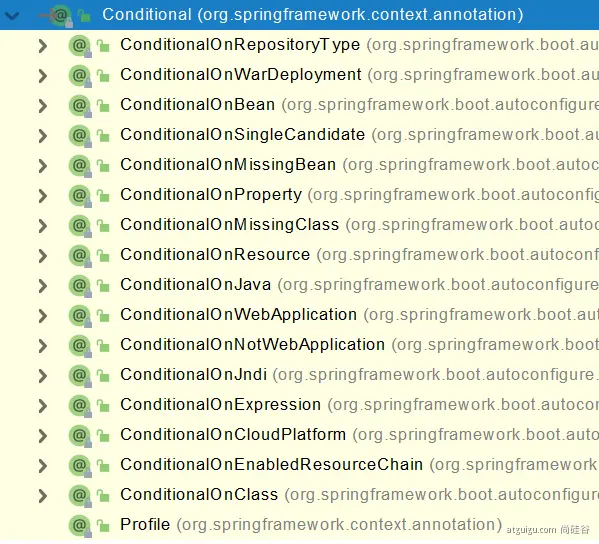 Conditional (org.springframework.context.annotation)
ConditionalOnRepositoryType (org.springframework.boot.au
ConditionalOnWarDeployment (org.springframework.boot.au
ConditionalOnBean (org.springframework.boot.autoconfigure
ConditionalOnSingleCandidate (org.springframework.boot.au
ConditionalOnMissingBean (org.springframework.boot.autoc
ConditionalOnProperty (org.springframework.boot.autoconfig
ConditionalOnMissingClass (org.springframework.boot.autoc
ConditionalOnResource (org.springframework.boot.autoconfi
ConditionalOnJava (org.springframework.boot.autoconfigure
ConditionalOnWebApplication (org.springframework.boot.aut
ConditionalOnNotWebApplication (org.springframework.boot
ConditionalOnJndi (org.springframework.boot.autoconfigure.
ConditionalOnExpression (org.springframework.boot.autocon
ConditionalOnCloudPlatform (org.springframework.boot.auto
ConditionalOnEnabledResourceChain (org.springframework
ConditionalOnClass (org.springframework.boot.autoconfigure
Profile (org.springframework.context.annotation)
atguigu.com 尚硅谷